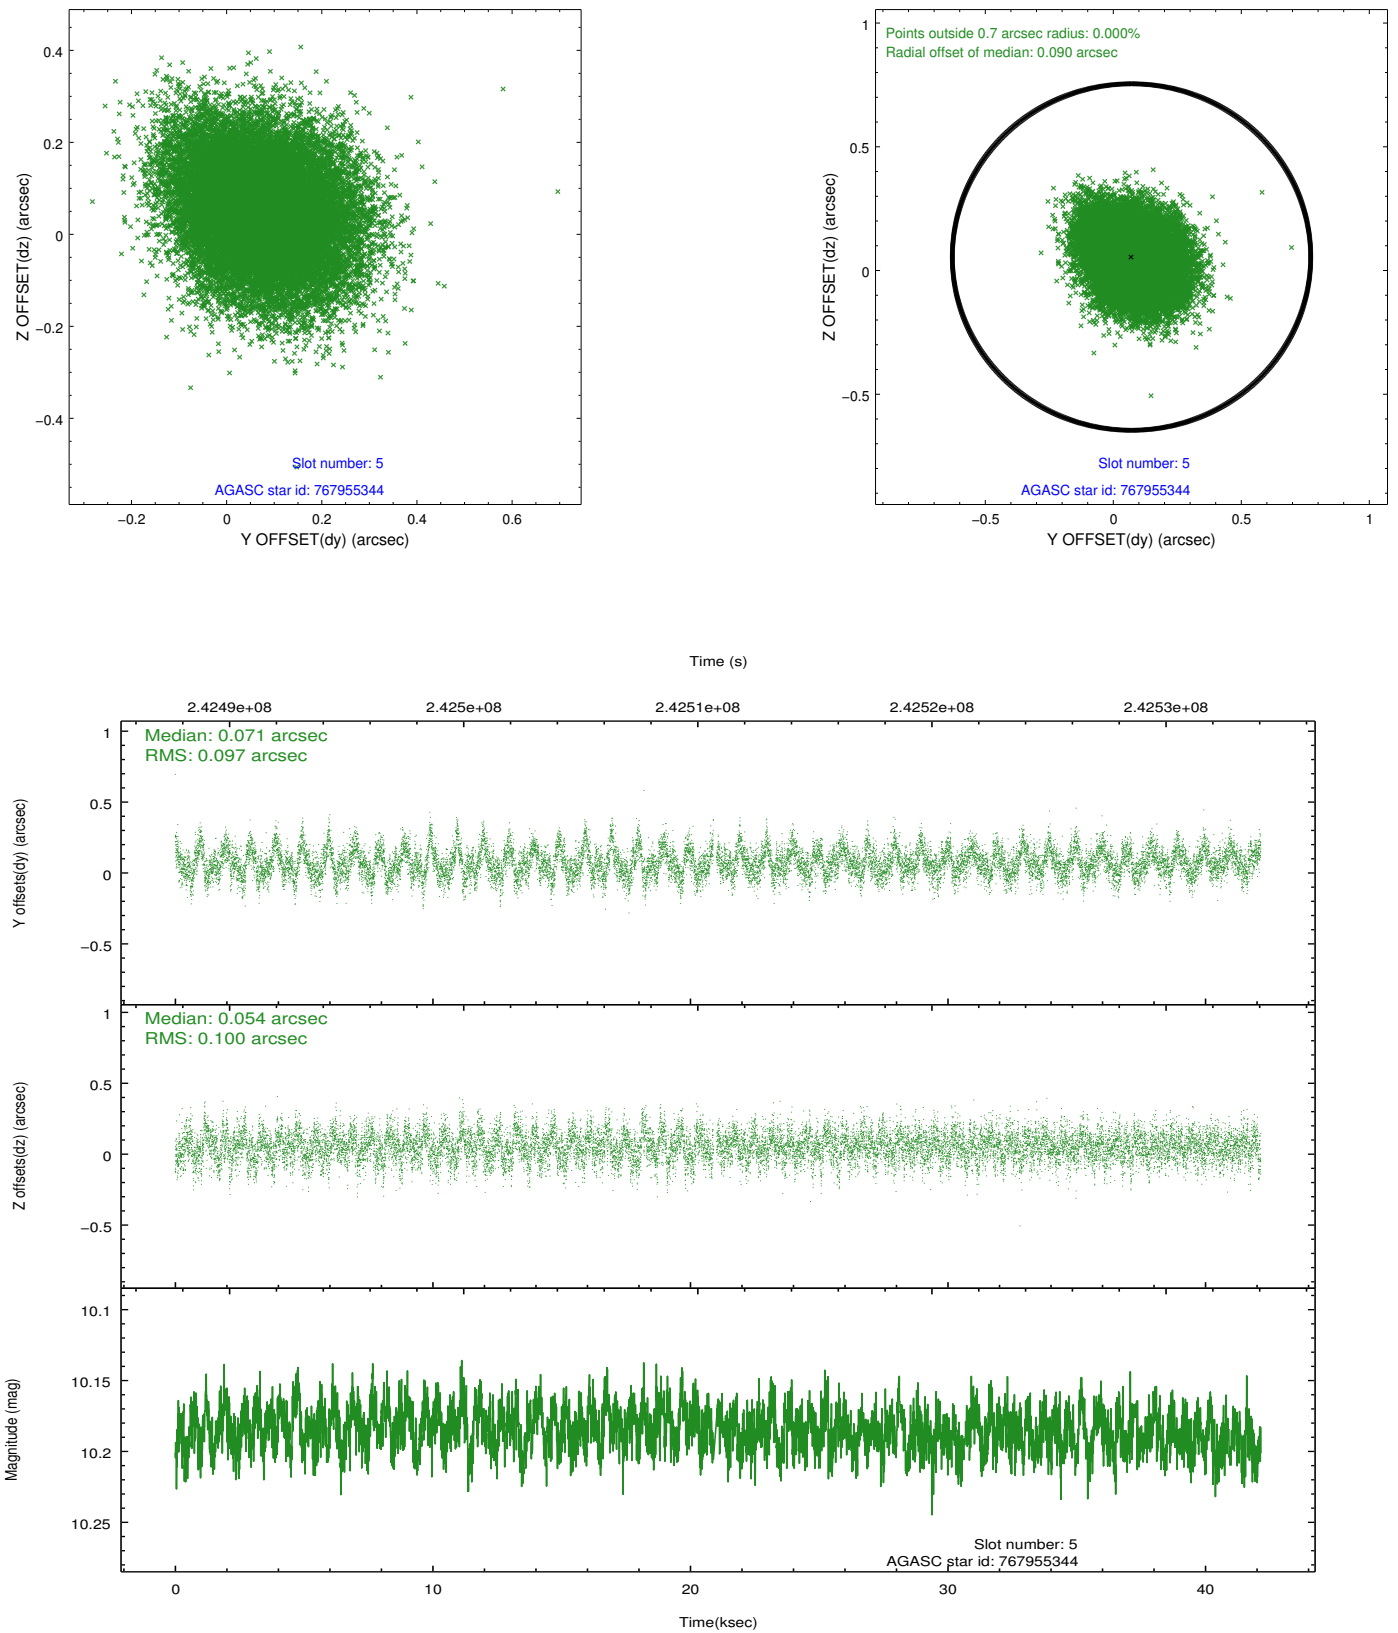 0.4
0.2
0
−0.2
−0.4
Z OFFSET(dz) (arcsec)
Slot number: 5
AGASC star id: 767955344
−0.2 0 0.2 0.4 0.6
Y OFFSET(dy) (arcsec)
Points outside 0.7 arcsec radius: 0.000%
Radial offset of median: 0.090 arcsec
1
0.5
0
−0.5
Z OFFSET(dz) (arcsec)
Slot number: 5
AGASC star id: 767955344
−0.5 0 0.5 1
Y OFFSET(dy) (arcsec)
Time (s)
2.4249e+08 2.425e+08 2.4251e+08 2.4252e+08 2.4253e+08
Median: 0.071 arcsec
RMS: 0.097 arcsec
1
0.5
0
−0.5
Y offsets(dy) (arcsec)
Median: 0.054 arcsec
RMS: 0.100 arcsec
1
0.5
0
−0.5
Z offsets(dz) (arcsec)
10.1
10.15
10.2
10.25
Magnitude (mag)
Slot number: 5
AGASC star id: 767955344
0 10 20 30 40
Time(ksec)